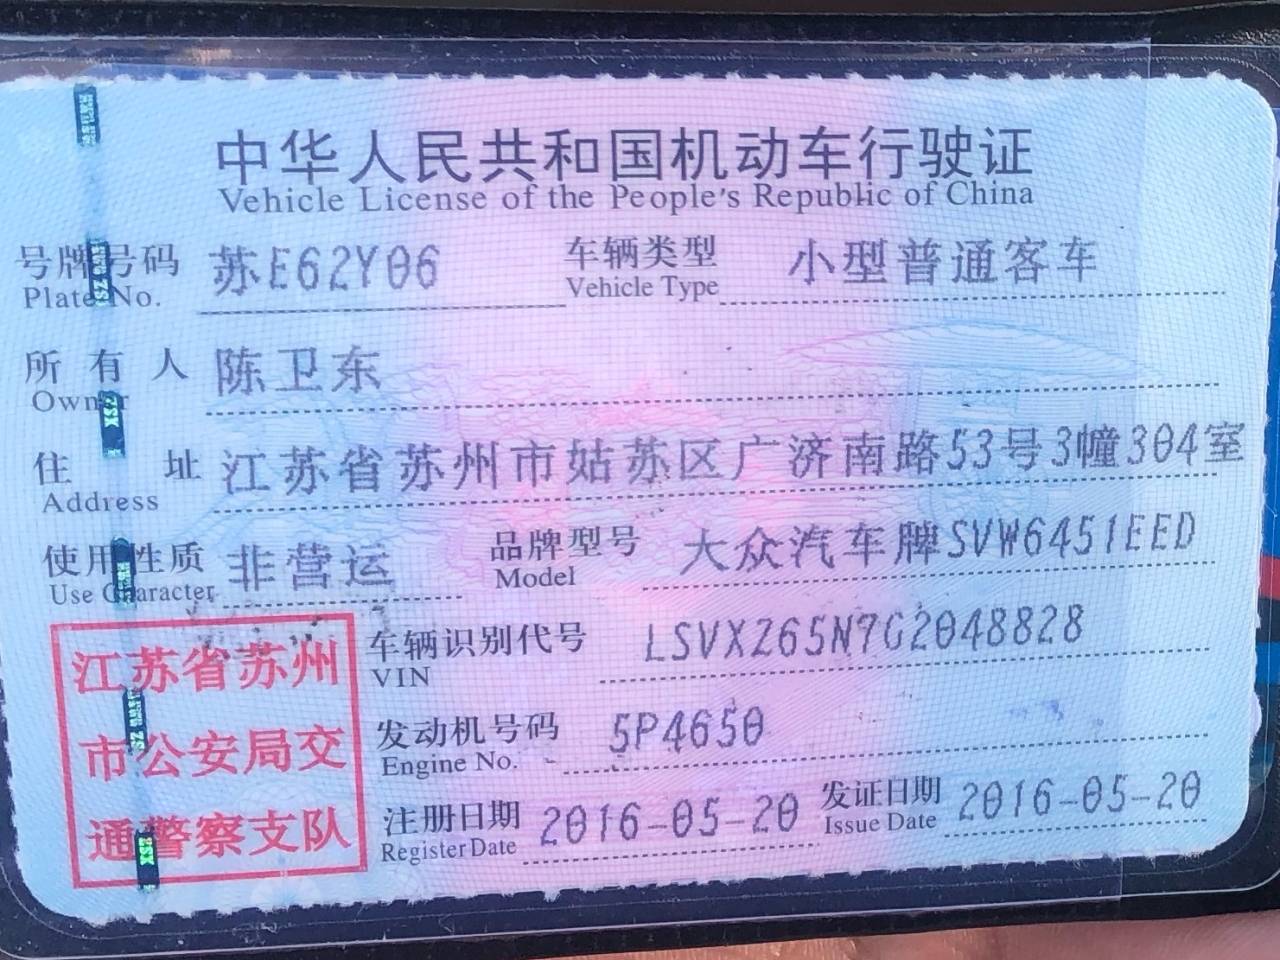 中华人民共和国机动车行驶证
Vehicle License of the People's Republic of China
号牌号码 苏E62Y06 车辆类型 小型普通客车
Plate No. Vehicle Type
所有人 陈卫东
Owner
住址 江苏省苏州市姑苏区广济南路53号3幢304室
Address
使用性质 非营运 品牌型号 大众汽车牌SVW6451EED
Use Character Model
车辆识别代号 LSVXZ65N7G2048828
VIN
发动机号码 5P4650
Engine No.
注册日期 2016-05-20 发证日期 2016-05-20
Register Date Issue Date
江苏省苏州
市公安局交
通警察支队